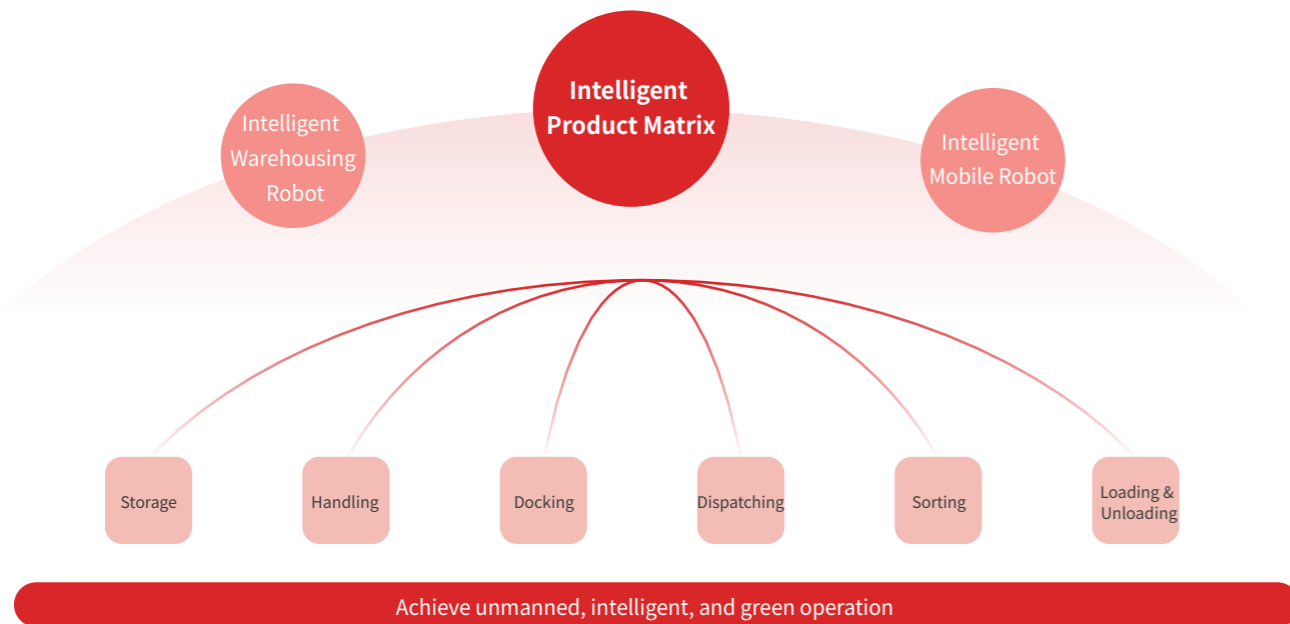 Intelligent
Product Matrix
Intelligent
Warehousing
Robot
Intelligent
Mobile Robot
Storage
Handling
Docking
Dispatching
Sorting
Loading &
Unloading
Achieve unmanned, intelligent, and green operation